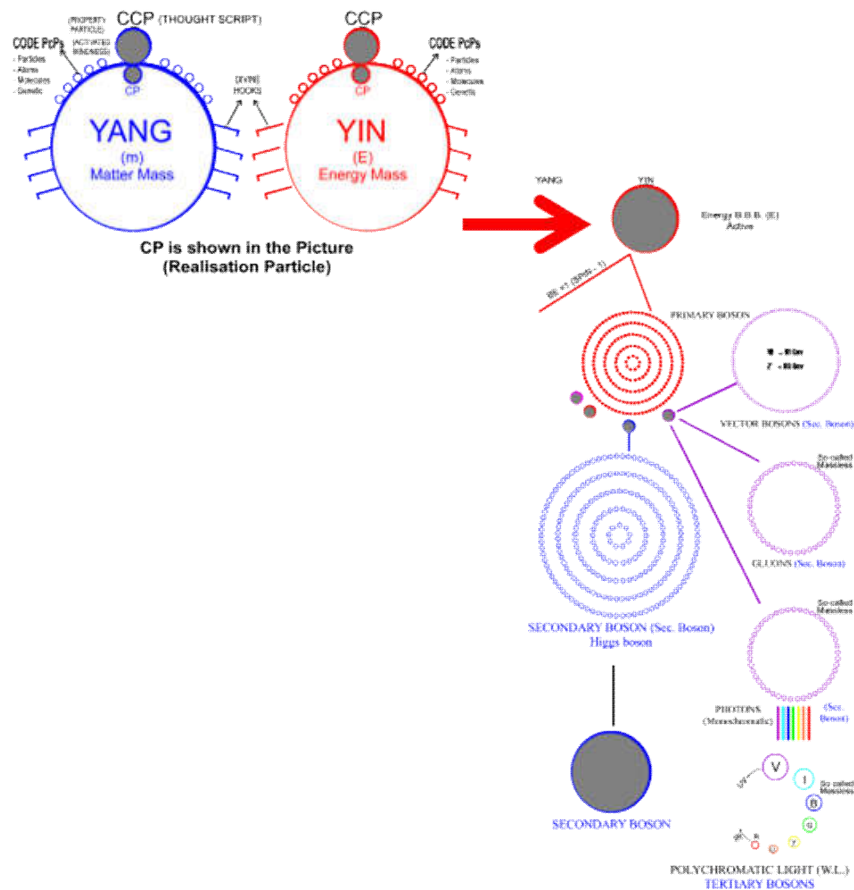 CCP (THOUGHT SCRIPT)
(PROPERTY
PARTICLE)
(ACTIVATED
MINDNESS)
CODE PcPs
- Particles
- Atoms
- Molecules
- Genetic
CP
YANG
(m)
Matter Mass
DIVINE
HOOKS
CCP
CODE PcPs
- Particles
- Atoms
- Molecules
- Genetic
CP
YIN
(E)
Energy Mass
CP is shown in the Picture
(Realisation Particle)
YANG
YIN
Energy B.B.B. (E)
Active
(SPIN - 1)
PRIMARY BOSON
VECTOR BOSONS (Sec. Boson)
So-called
Massless
GLUONS (Sec. Boson)
SECONDARY BOSON (Sec. Boson)
Higgs boson
So-called
Massless
PHOTONS
(Monochromatic)
(Sec.
Boson)
SECONDARY BOSON
UV
V
I
B
G
Y
O
R
So-called
Massless
POLYCHROMATIC LIGHT (W.L.)
TERTIARY BOSONS